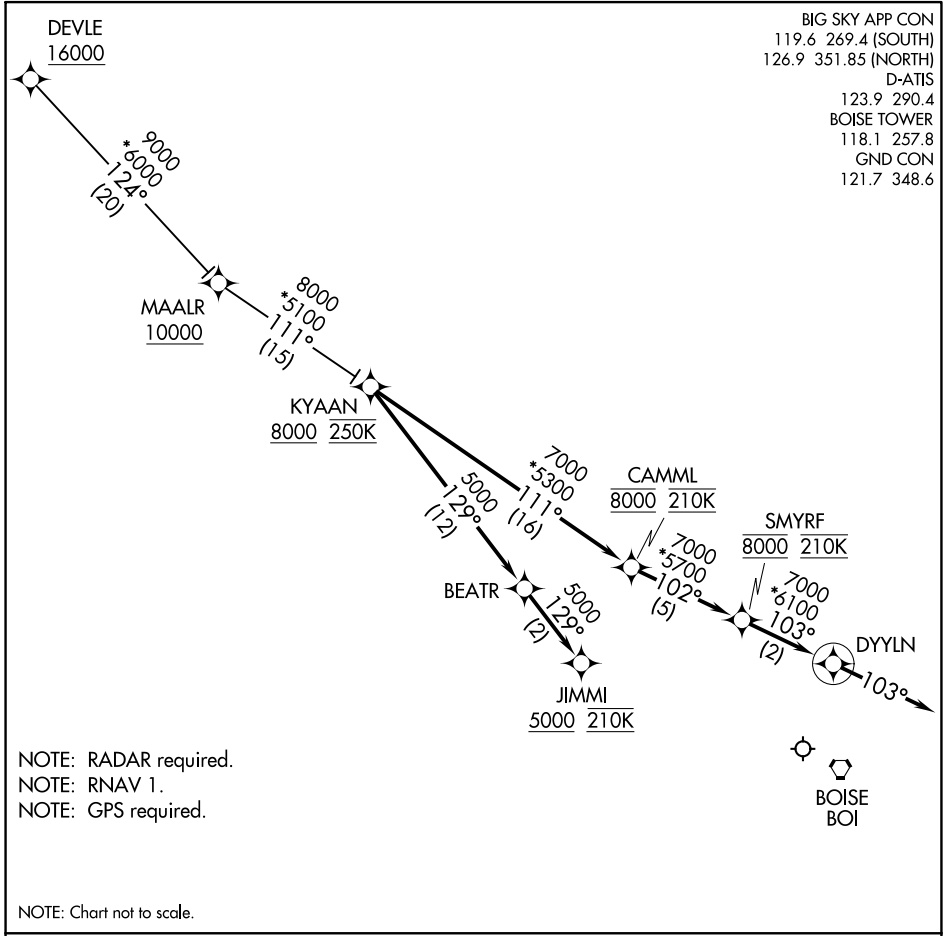 DEVLE
16000
BIG SKY APP CON
119.6 269.4 (SOUTH)
126.9 351.85 (NORTH)
D-ATIS
123.9 290.4
BOISE TOWER
118.1 257.8
GND CON
121.7 348.6
9000
*6000
124°
(20)
MAALR
10000
8000
*5100
111°
(15)
KYAAN
8000 250K
7000
*5300
111°
(16)
5000
129°
(12)
CAMML
8000 210K
7000
*5700
102°
(5)
SMYRF
8000 210K
7000
*6100
103°
(2)
BEATR
5000
129°
(2)
DYYLN
103°
JIMMI
5000 210K
BOISE
BOI
NOTE: RADAR required.
NOTE: RNAV 1.
NOTE: GPS required.
NOTE: Chart not to scale.